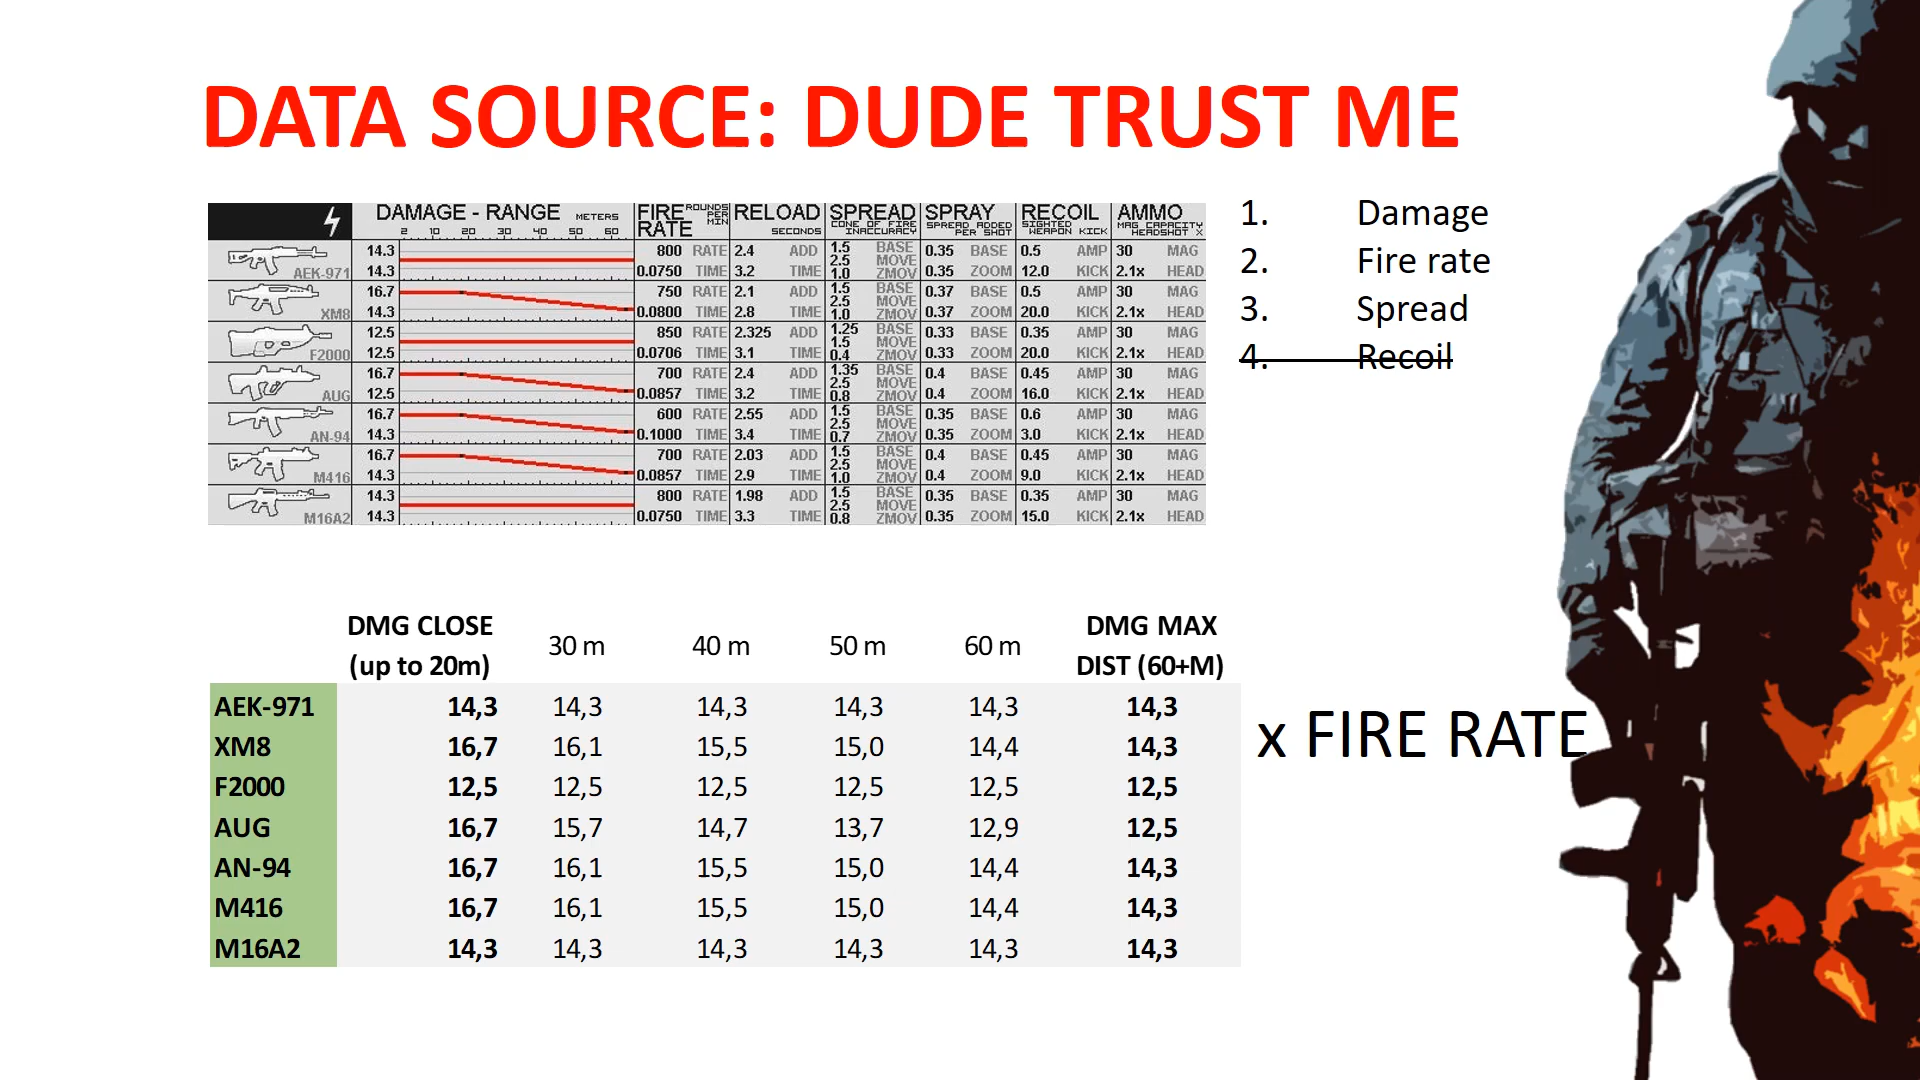 DATA SOURCE: DUDE TRUST ME
DAMAGE - RANGE METERS
2 10 20 30 40 50 60
FIRE RATE ROUNDS PER MIN
RELOAD SECONDS
SPREAD CONE OF FIRE INACCURACY
SPRAY SPREAD ADDED PER SHOT
RECOIL SIGHTED WEAPON KICK
AMMO MAG CAPACITY HEADSHOT X
AEK-971 14.3 800 RATE 2.4 ADD 1.5 BASE 0.35 BASE 0.5 AMP 30 MAG
2.5 MOVE
14.3 0.0750 TIME 3.2 TIME 1.0 ZMOV 0.35 ZOOM 12.0 KICK 2.1x HEAD
XM8 16.7 750 RATE 2.1 ADD 1.5 BASE 0.37 BASE 0.5 AMP 30 MAG
2.5 MOVE
14.3 0.0800 TIME 2.8 TIME 1.0 ZMOV 0.37 ZOOM 20.0 KICK 2.1x HEAD
F2000 12.5 850 RATE 2.325 ADD 1.25 BASE 0.33 BASE 0.35 AMP 30 MAG
1.5 MOVE
12.5 0.0706 TIME 3.1 TIME 0.4 ZMOV 0.33 ZOOM 20.0 KICK 2.1x HEAD
AUG 16.7 700 RATE 2.4 ADD 1.35 BASE 0.4 BASE 0.45 AMP 30 MAG
2.5 MOVE
12.5 0.0857 TIME 3.2 TIME 0.8 ZMOV 0.4 ZOOM 16.0 KICK 2.1x HEAD
AN-94 16.7 600 RATE 2.55 ADD 1.5 BASE 0.35 BASE 0.6 AMP 30 MAG
2.5 MOVE
14.3 0.1000 TIME 3.4 TIME 0.7 ZMOV 0.35 ZOOM 3.0 KICK 2.1x HEAD
M416 16.7 700 RATE 2.03 ADD 1.5 BASE 0.4 BASE 0.45 AMP 30 MAG
2.5 MOVE
14.3 0.0857 TIME 2.9 TIME 1.0 ZMOV 0.4 ZOOM 9.0 KICK 2.1x HEAD
M16A2 14.3 800 RATE 1.98 ADD 1.5 BASE 0.35 BASE 0.35 AMP 30 MAG
2.5 MOVE
14.3 0.0750 TIME 3.3 TIME 0.8 ZMOV 0.35 ZOOM 15.0 KICK 2.1x HEAD
1. Damage
2. Fire rate
3. Spread
4. Recoil
DMG CLOSE (up to 20m) 30 m 40 m 50 m 60 m DMG MAX DIST (60+M)
AEK-971 14,3 14,3 14,3 14,3 14,3 14,3
XM8 16,7 16,1 15,5 15,0 14,4 14,3
F2000 12,5 12,5 12,5 12,5 12,5 12,5
AUG 16,7 15,7 14,7 13,7 12,9 12,5
AN-94 16,7 16,1 15,5 15,0 14,4 14,3
M416 16,7 16,1 15,5 15,0 14,4 14,3
M16A2 14,3 14,3 14,3 14,3 14,3 14,3
x FIRE RATE